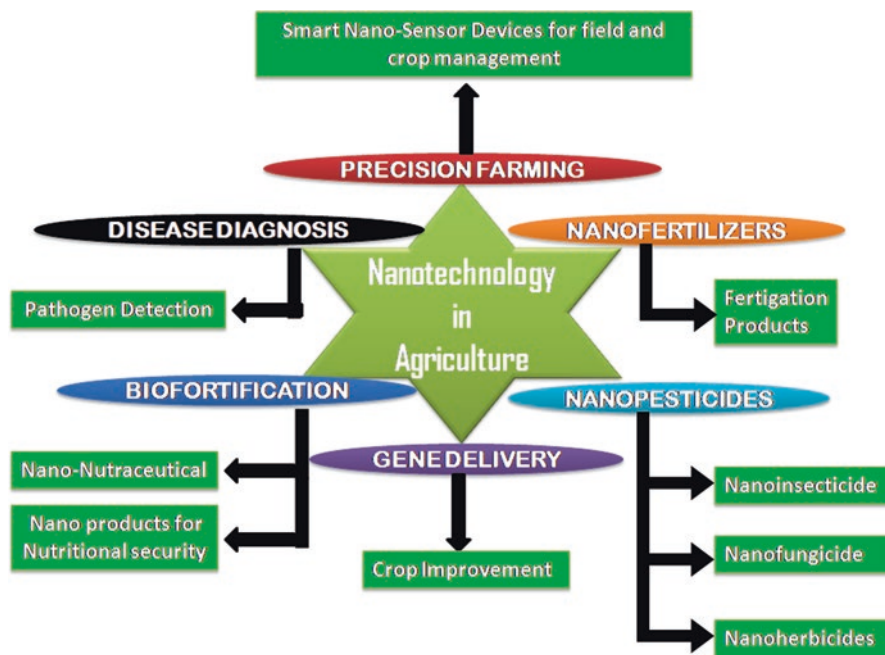 Smart Nano-Sensor Devices for field and
crop management
PRECISION FARMING
DISEASE DIAGNOSIS
NANOFERTILIZERS
Nanotechnology
in
Agriculture
Pathogen Detection
Fertigation
Products
BIOFORTIFICATION
NANOPESTICIDES
GENE DELIVERY
Nano-Nutraceutical
Nano products for
Nutritional security
Crop Improvement
Nanoinsecticide
Nanofungicide
Nanoherbicides